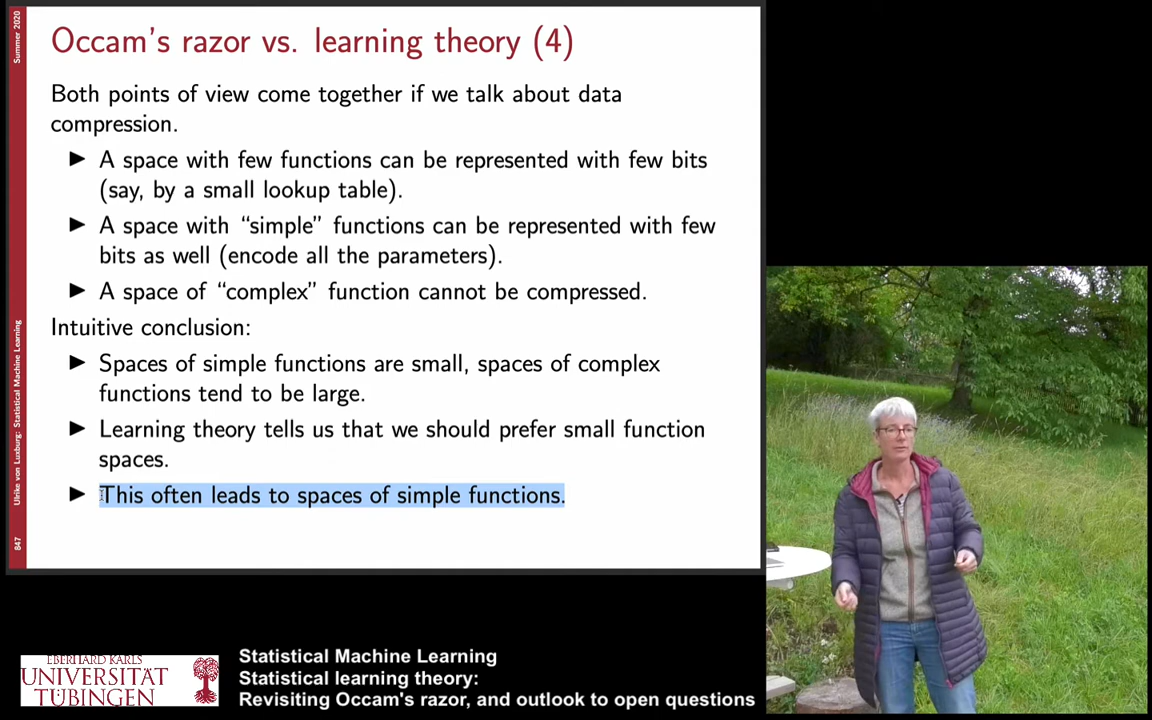 Summer 2020
Occam's razor vs. learning theory (4)
Both points of view come together if we talk about data
compression.
▶ A space with few functions can be represented with few bits
(say, by a small lookup table).
▶ A space with “simple” functions can be represented with few
bits as well (encode all the parameters).
▶ A space of “complex” function cannot be compressed.
Intuitive conclusion:
▶ Spaces of simple functions are small, spaces of complex
functions tend to be large.
▶ Learning theory tells us that we should prefer small function
spaces.
▶ This often leads to spaces of simple functions.
Ulrike von Luxburg: Statistical Machine Learning
847
EBERHARD KARLS
UNIVERSITÄT
TÜBINGEN
Statistical Machine Learning
Statistical learning theory:
Revisiting Occam's razor, and outlook to open questions